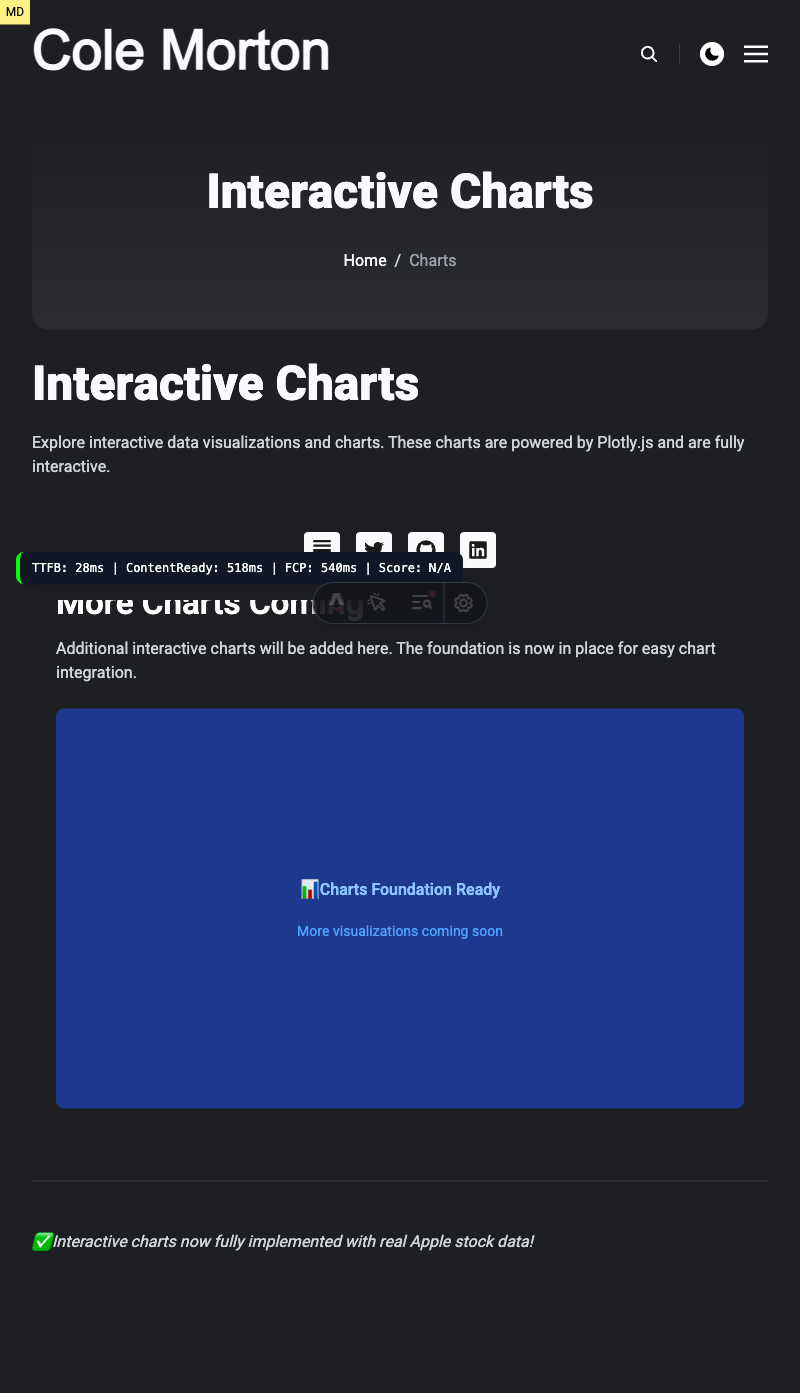 MD
Cole Morton
Interactive Charts
Home / Charts
Interactive Charts
Explore interactive data visualizations and charts. These charts are powered by Plotly.js and are fully
interactive.
TTFB: 28ms | ContentReady: 518ms | FCP: 540ms | Score: N/A
More Charts Coming
Additional interactive charts will be added here. The foundation is now in place for easy chart
integration.
📊Charts Foundation Ready
More visualizations coming soon
✅Interactive charts now fully implemented with real Apple stock data!